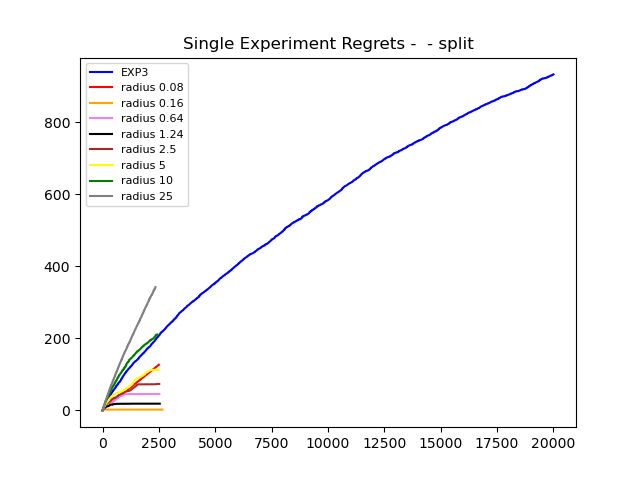 Single Experiment Regrets -  - split
EXP3
radius 0.08
radius 0.16
radius 0.64
radius 1.24
radius 2.5
radius 5
radius 10
radius 25
800
600
400
200
0
0 2500 5000 7500 10000 12500 15000 17500 20000